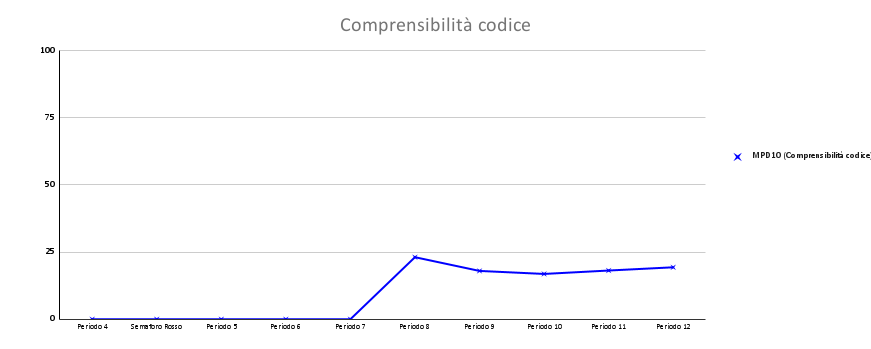 Comprensibilità codice
100
75
50
25
0
Periodo 4 Semaforo Rosso Periodo 5 Periodo 6 Periodo 7 Periodo 8 Periodo 9 Periodo 10 Periodo 11 Periodo 12
MPD10 (Comprensibilità codice)